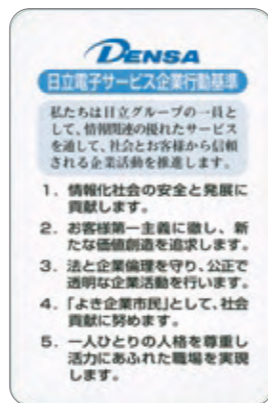 DENSA
日立電子サービス企業行動基準
私たちは日立グループの一員と
して、情報関連の優れたサービス
を通して、社会とお客様から信頼
される企業活動を推進します。
1. 情報化社会の安全と発展に
貢献します。
2. お客様第一主義に徹し、新
たな価値創造を追求します。
3. 法と企業倫理を守り、公正で
透明な企業活動を行います。
4. 「よき企業市民」として、社会
貢献に努めます。
5. 一人ひとりの人格を尊重し
活力にあふれた職場を実現
します。